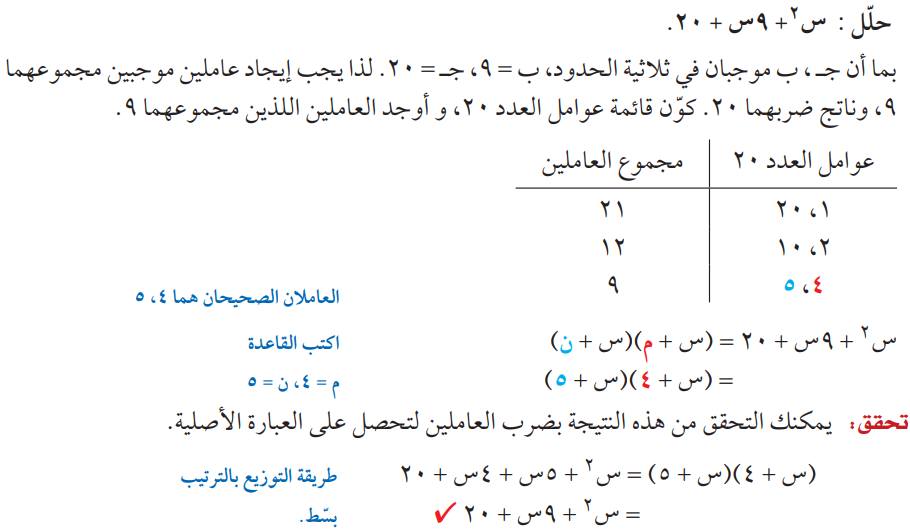 حلّل : س² + ٩س + ٢٠.
بما أن جـ ، ب موجبان في ثلاثية الحدود، ب = ٩، جـ = ٢٠. لذا يجب إيجاد عاملين موجبين مجموعهما
٩، وناتج ضربهما ٢٠. كوّن قائمة عوامل العدد ٢٠، و أوجد العاملين اللذين مجموعهما ٩.
عوامل العدد ٢٠ مجموع العاملين
١، ٢٠ ٢١
٢، ١٠ ١٢
٤، ٥ ٩ العاملان الصحيحان هما ٤، ٥
س² + ٩س + ٢٠ = (س + م)(س + ن) اكتب القاعدة
= (س + ٤)(س + ٥) م = ٤، ن = ٥
تحقق: يمكنك التحقق من هذه النتيجة بضرب العاملين لتحصل على العبارة الأصلية.
(س + ٤)(س + ٥) = س² + ٥س + ٤س + ٢٠ طريقة التوزيع بالترتيب
= س² + ٩س + ٢٠ ✓ بسّط.